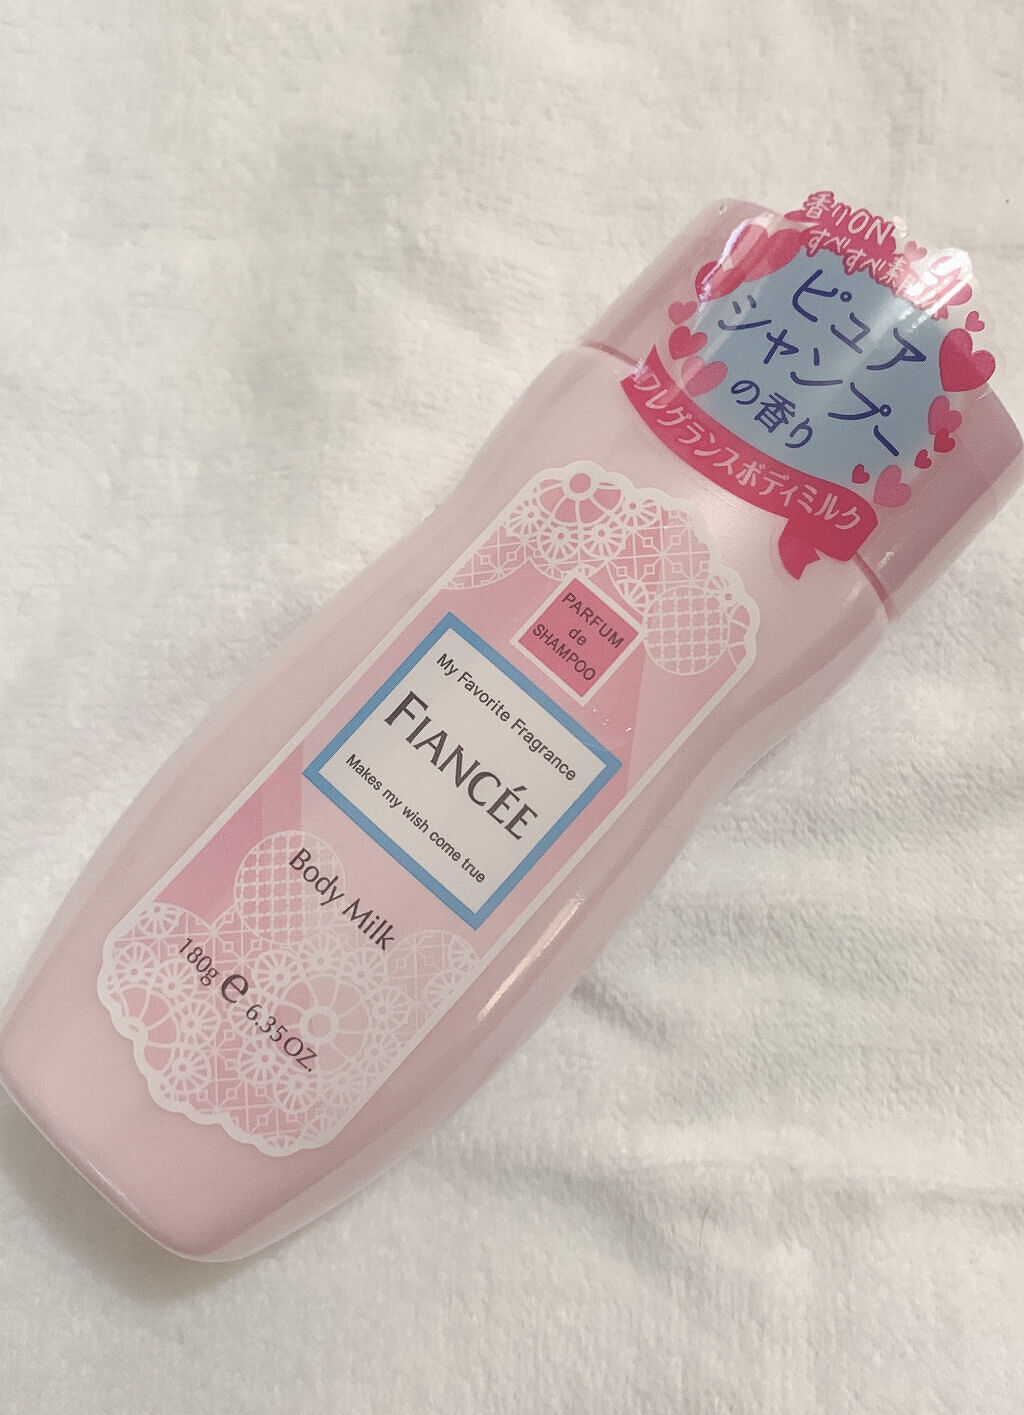 香りON
すべすべ素肌へ
ピュア
シャンプー
の香り
フレグランスボディミルク
PARFUM
de
SHAMPOO
My Favorite Fragrance
FIANCÉE
Makes my wish come true
Body Milk
180g e 6.35OZ.